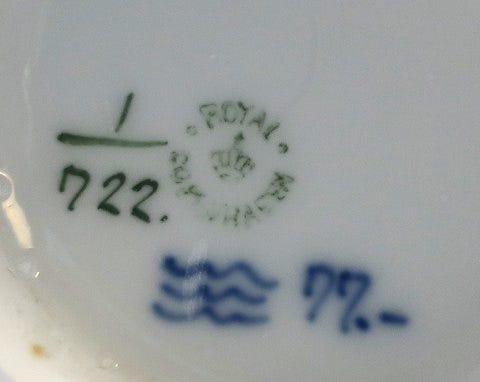 1
722.
ROYAL
COPENHAGEN
77.-